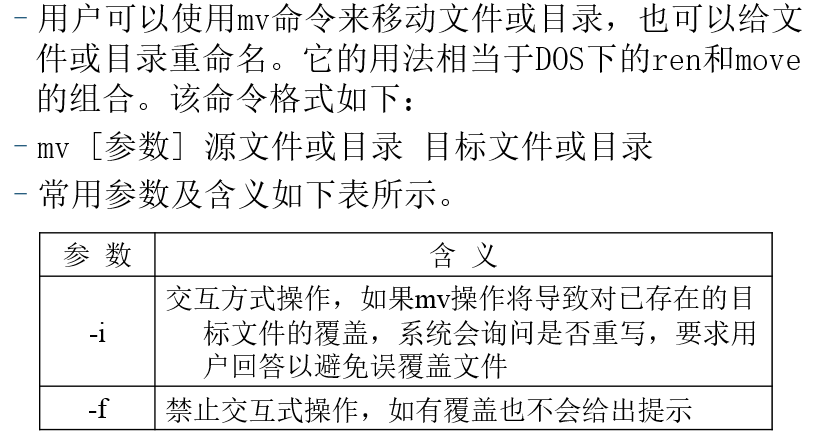 -用户可以使用mv命令来移动文件或目录，也可以给文
件或目录重命名。它的用法相当于DOS下的ren和move
的组合。该命令格式如下：
-mv [参数] 源文件或目录 目标文件或目录
-常用参数及含义如下表所示。
参 数 含 义
交互方式操作，如果mv操作将导致对已存在的目
-i 标文件的覆盖，系统会询问是否重写，要求用
户回答以避免误覆盖文件
-f 禁止交互式操作，如有覆盖也不会给出提示